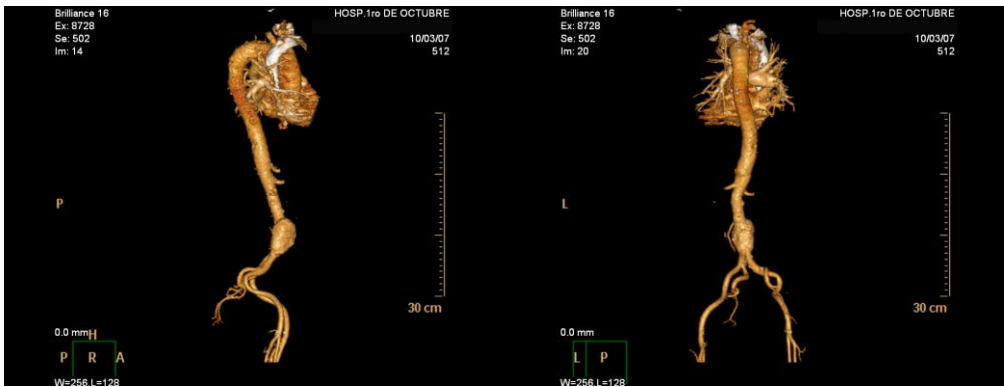 Brilliance 16
Ex: 8728
Se: 502
Im: 14
HOSP.1ro DE OCTUBRE
10/03/07
512
P
30 cm
0.0 mm
H
P R A
W=256,L=128
Brilliance 16
Ex: 8728
Se: 502
Im: 20
HOSP.1ro DE OCTUBRE
10/03/07
512
L
30 cm
0.0 mm
L P
W=256,L=128